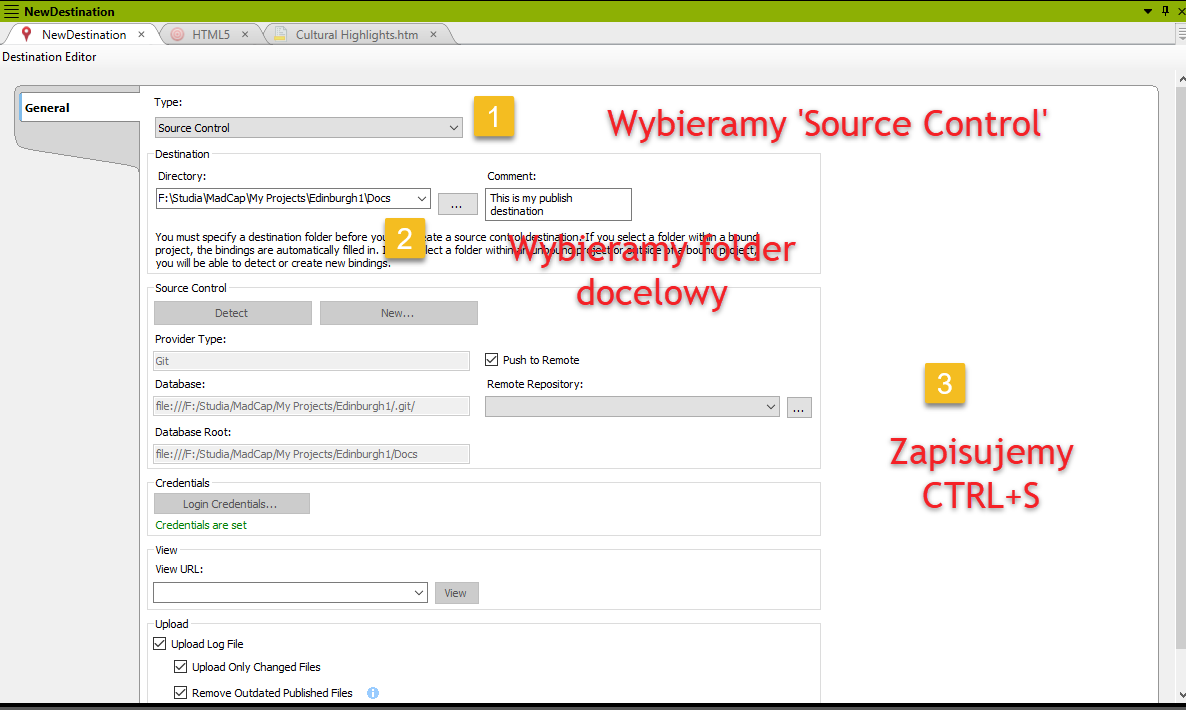 NewDestination
NewDestination × HTML5 × Cultural Highlights.htm ×
Destination Editor
General
Type:
Source Control
1
Wybieramy 'Source Control'
Destination
Directory:
Comment:
F:\Studia\MadCap\My Projects\Edinburgh1\Docs
...
This is my publish
destination
2
You must specify a destination folder before you create a source control destination. If you select a folder within a bound
project, the bindings are automatically filled in. If select a folder within an unbound project or outside of a bound project,
you will be able to detect or create new bindings.
Wybieramy folder
docelowy
Source Control
Detect
New...
Provider Type:
Git
Push to Remote
Database:
Remote Repository:
file:///F:/Studia/MadCap/My Projects/Edinburgh1/.git/
...
Database Root:
file:///F:/Studia/MadCap/My Projects/Edinburgh1/Docs
3
Zapisujemy
CTRL+S
Credentials
Login Credentials...
Credentials are set
View
View URL:
View
Upload
Upload Log File
Upload Only Changed Files
Remove Outdated Published Files